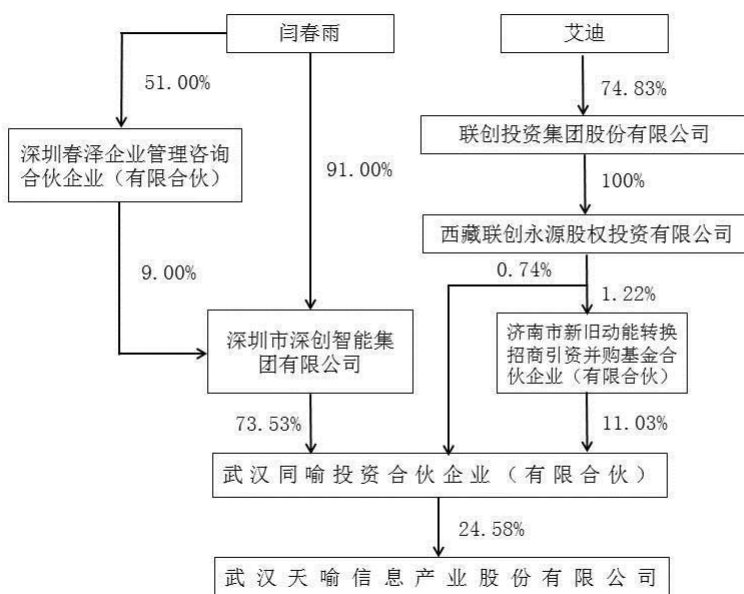 闫春雨
艾迪
51.00%
74.83%
联创投资集团股份有限公司
深圳春泽企业管理咨询
合伙企业（有限合伙）
91.00%
100%
西藏联创永源股权投资有限公司
9.00%
0.74%
1.22%
深圳市深创智能集
团有限公司
济南市新旧动能转换
招商引资并购基金合
伙企业（有限合伙）
73.53%
11.03%
武汉同喻投资合伙企业（有限合伙）
24.58%
武汉天喻信息产业股份有限公司